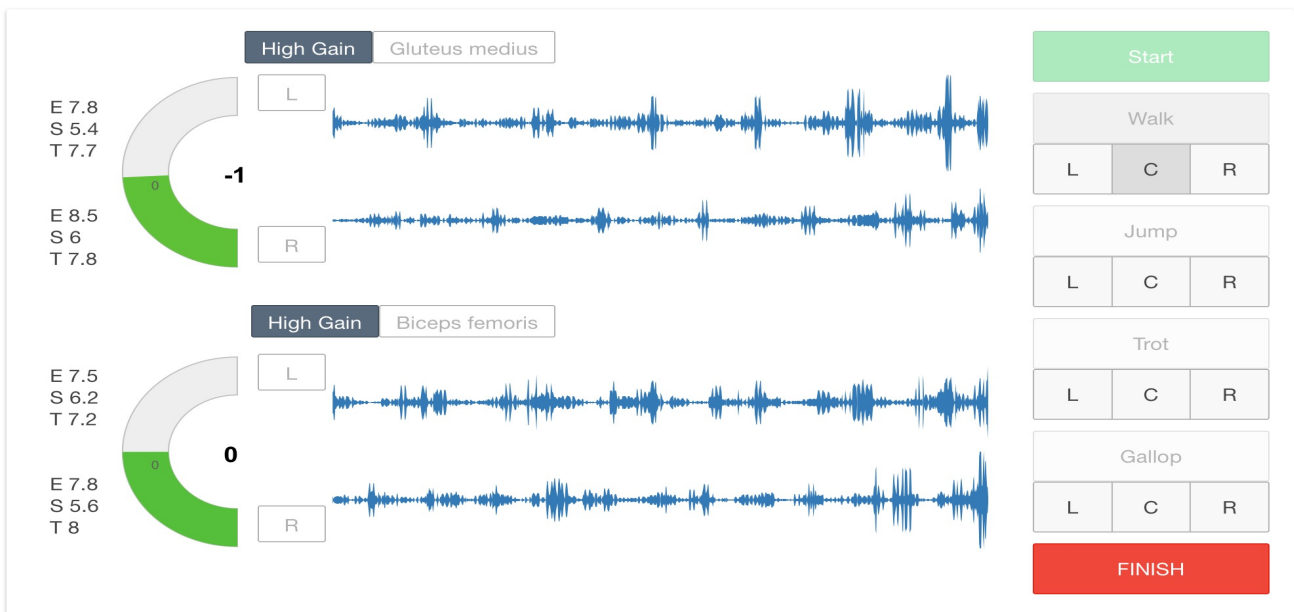 High Gain Gluteus medius
L
E 7.8
S 5.4
T 7.7
-1
0
E 8.5
S 6
T 7.8
R
High Gain Biceps femoris
L
E 7.5
S 6.2
T 7.2
0
0
E 7.8
S 5.6
T 8
R
Start
Walk
L C R
Jump
L C R
Trot
L C R
Gallop
L C R
FINISH